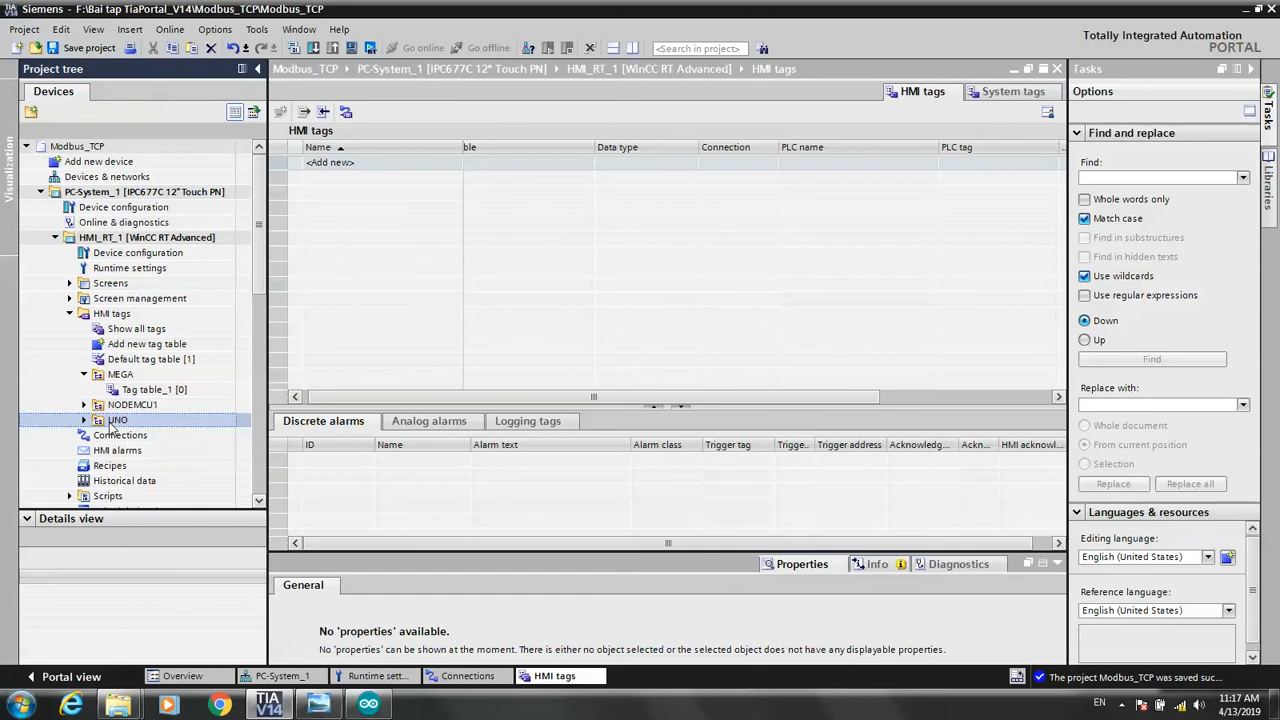 Siemens - F:\Bai tap TiaPortal_V14\Modbus_TCP\Modbus_TCP
Project Edit View Insert Online Options Tools Window Help
Totally Integrated Automation
PORTAL
Save project Go online Go offline <Search in project>
Project tree
Modbus_TCP PC-System_1 [IPC677C 12" Touch PN] HMI_RT_1 [WinCC RT Advanced] HMI tags
Tasks
Devices
HMI tags System tags
Options
HMI tags
Name ble Data type Connection PLC name PLC tag
<Add new>
Modbus_TCP
Add new device
Devices & networks
PC-System_1 [IPC677C 12" Touch PN]
Device configuration
Online & diagnostics
HMI_RT_1 [WinCC RT Advanced]
Device configuration
Runtime settings
Screens
Screen management
HMI tags
Show all tags
Add new tag table
Default tag table [1]
MEGA
Tag table_1 [0]
NODEMCU1
UNO
Connections
HMI alarms
Recipes
Historical data
Scripts
Find and replace
Find:
Whole words only
Match case
Find in substructures
Find in hidden texts
Use wildcards
Use regular expressions
Down
Up
Find
Replace with:
Whole document
From current position
Selection
Replace Replace all
Languages & resources
Editing language:
English (United States)
Reference language:
English (United States)
Discrete alarms Analog alarms Logging tags
ID Name Alarm text Alarm class Trigger tag Trigge... Trigger address Acknowledg... Ackn... HMI acknowl...
Details view
Properties Info Diagnostics
General
No 'properties' available.
No 'properties' can be shown at the moment. There is either no object selected or the selected object does not have any displayable properties.
Visualization
Tasks
Libraries
Portal view Overview PC-System_1 Runtime sett... Connections HMI tags The project Modbus_TCP was saved suc...
TIA
V14
EN
11:17 AM
4/13/2019